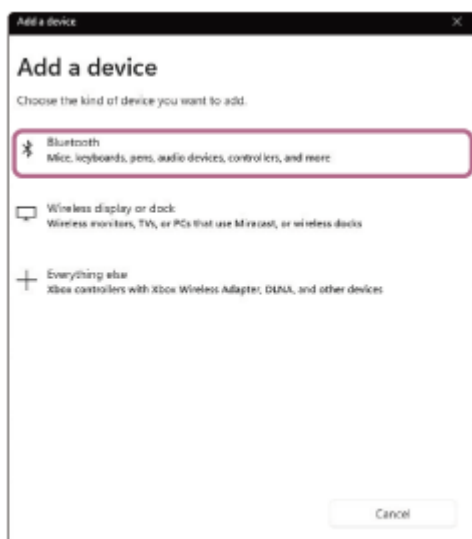 Add a device
Add a device
Choose the kind of device you want to add.
Bluetooth
Mice, keyboards, pens, audio devices, controllers, and more
Wireless display or dock
Wireless monitors, TVs, or PCs that use Miracast, or wireless docks
Everything else
Xbox controllers with Xbox Wireless Adapter, DLNA, and other devices
Cancel